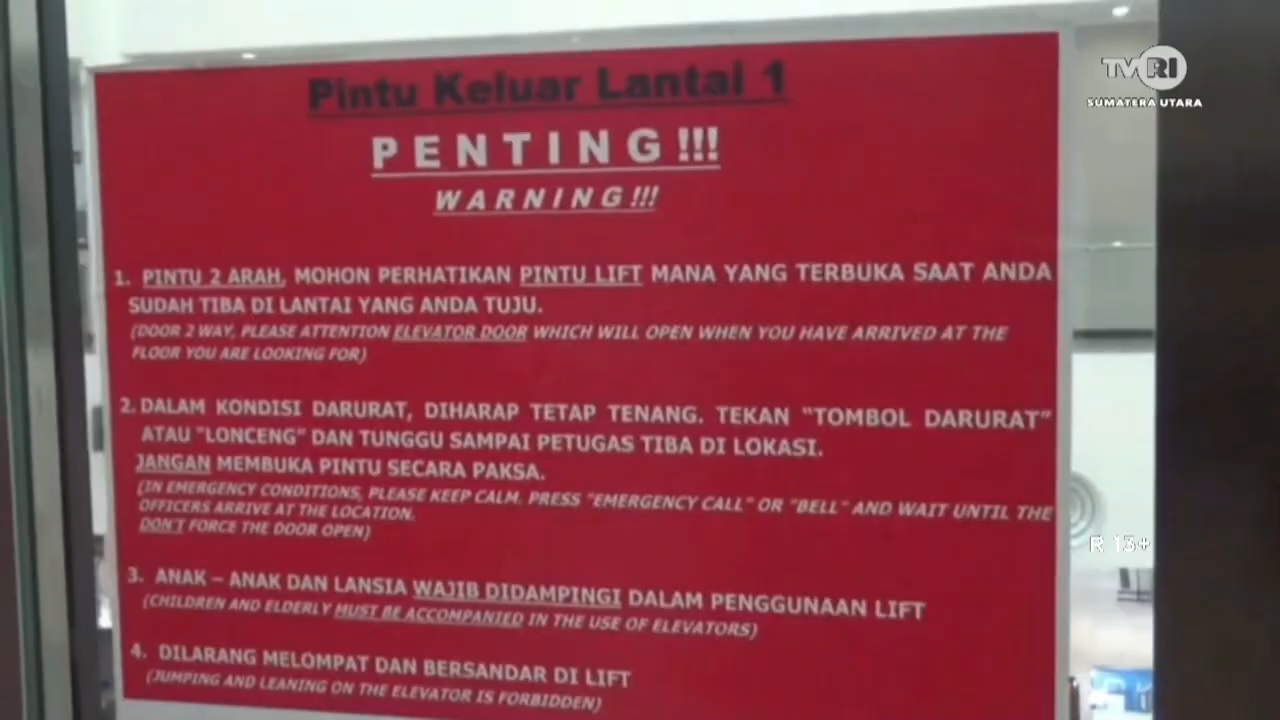 Pintu Keluar Lantai 1
PENTING!!!
WARNING!!!
1. PINTU 2 ARAH, MOHON PERHATIKAN PINTU LIFT MANA YANG TERBUKA SAAT ANDA
SUDAH TIBA DI LANTAI YANG ANDA TUJU.
(DOOR 2 WAY, PLEASE ATTENTION ELEVATOR DOOR WHICH WILL OPEN WHEN YOU HAVE ARRIVED AT THE
FLOOR YOU ARE LOOKING FOR)
2. DALAM KONDISI DARURAT, DIHARAP TETAP TENANG. TEKAN “TOMBOL DARURAT”
ATAU “LONCENG” DAN TUNGGU SAMPAI PETUGAS TIBA DI LOKASI.
JANGAN MEMBUKA PINTU SECARA PAKSA.
(IN EMERGENCY CONDITIONS, PLEASE KEEP CALM. PRESS “EMERGENCY CALL” OR “BELL” AND WAIT UNTIL THE
OFFICERS ARRIVE AT THE LOCATION.
DON'T FORCE THE DOOR OPEN)
3. ANAK – ANAK DAN LANSIA WAJIB DIDAMPINGI DALAM PENGGUNAAN LIFT
(CHILDREN AND ELDERLY MUST BE ACCOMPANIED IN THE USE OF ELEVATORS)
4. DILARANG MELOMPAT DAN BERSANDAR DI LIFT
(JUMPING AND LEANING ON THE ELEVATOR IS FORBIDDEN)
TVRI
SUMATERA UTARA
R 13+